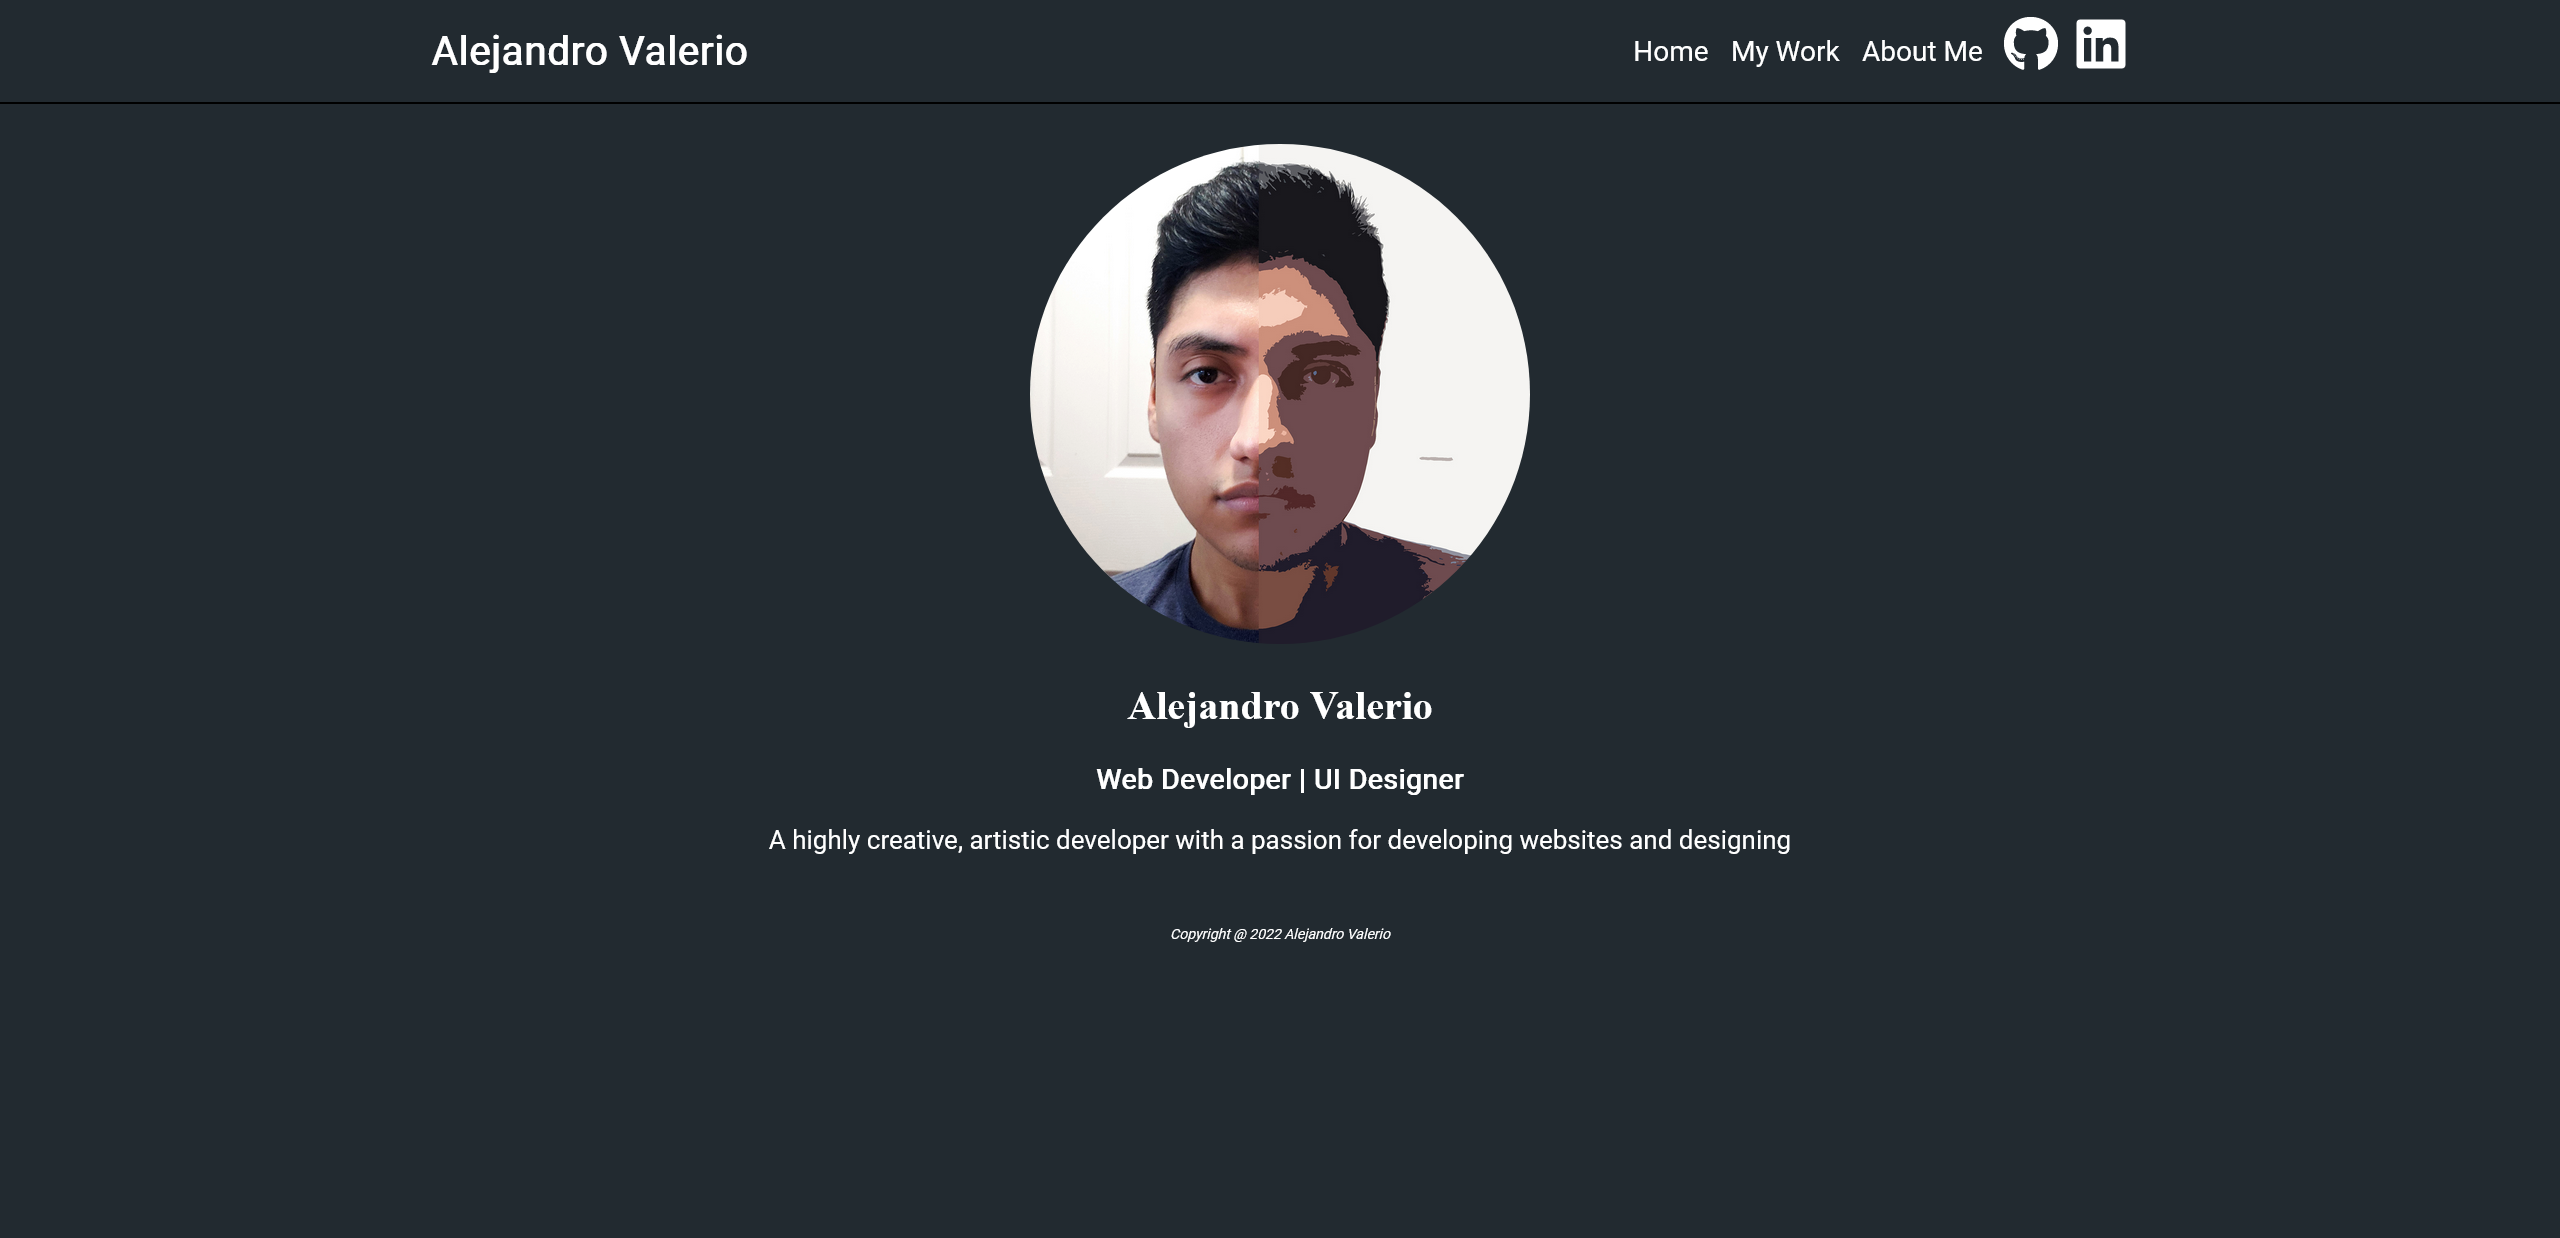 Alejandro Valerio
Home My Work About Me in
Alejandro Valerio
Web Developer | UI Designer
A highly creative, artistic developer with a passion for developing websites and designing
Copyright @ 2022 Alejandro Valerio